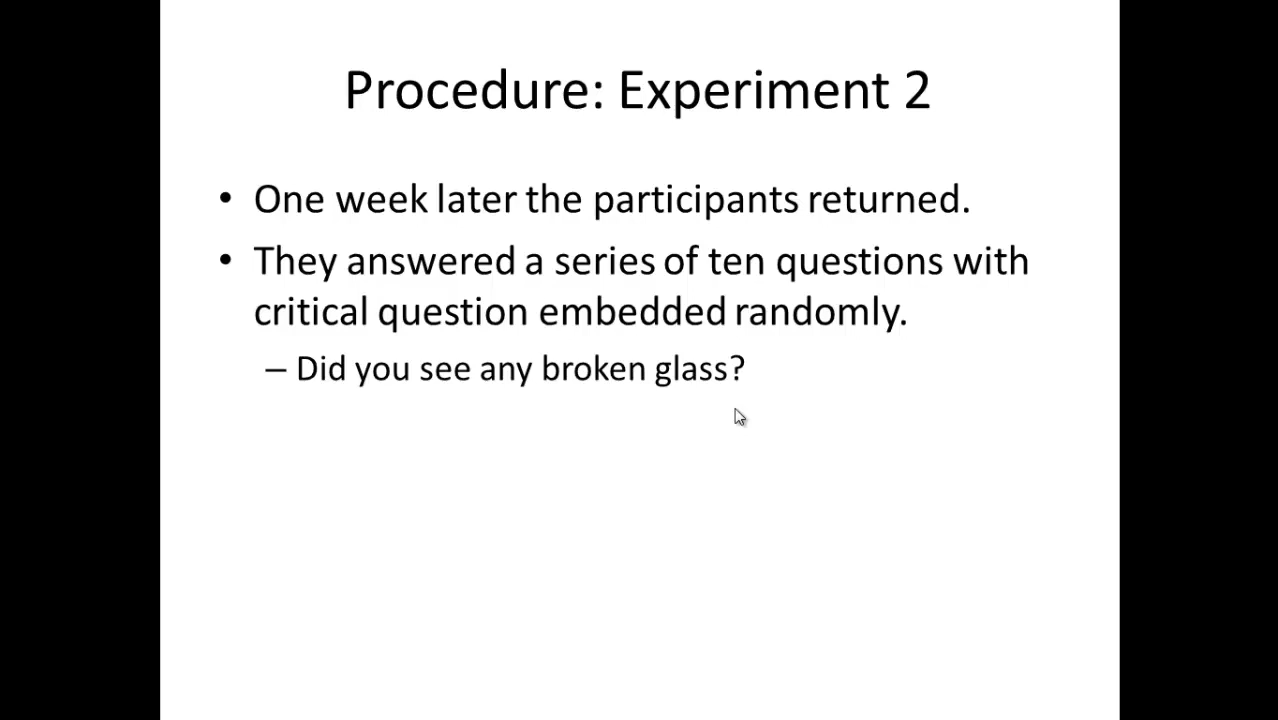 Procedure: Experiment 2
• One week later the participants returned.
• They answered a series of ten questions with
critical question embedded randomly.
– Did you see any broken glass?